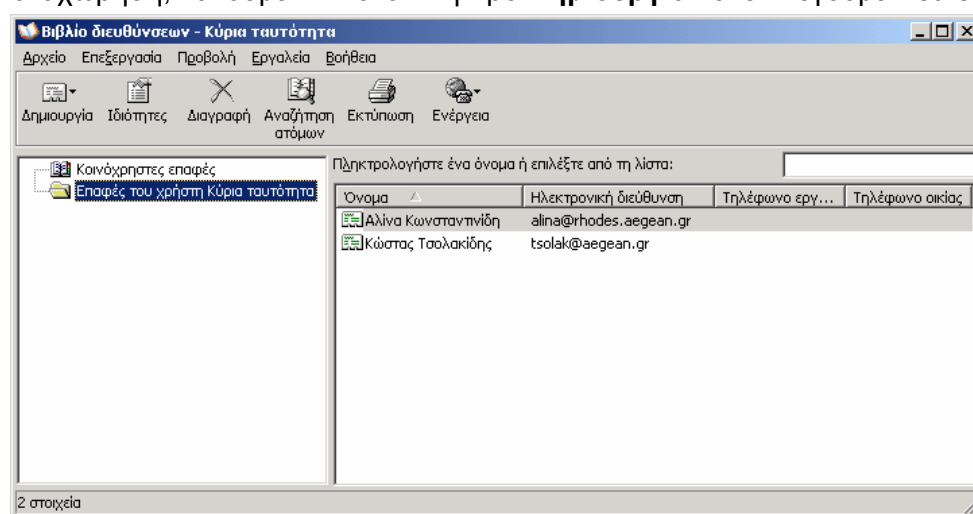 Βιβλίο διευθύνσεων - Κύρια ταυτότητα
Αρχείο Επεξεργασία Προβολή Εργαλεία Βοήθεια
Δημιουργία Ιδιότητες Διαγραφή Αναζήτηση ατόμων Εκτύπωση Ενέργεια
Πληκτρολογήστε ένα όνομα ή επιλέξτε από τη λίστα:
Κοινόχρηστες επαφές
Επαφές του χρήστη Κύρια ταυτότητα
Όνομα Ηλεκτρονική διεύθυνση Τηλέφωνο εργ... Τηλέφωνο οικίας
Αλίνα Κωνσταντινίδη alina@rhodes.aegean.gr
Κώστας Τσολακίδης tsolak@aegean.gr
2 στοιχεία